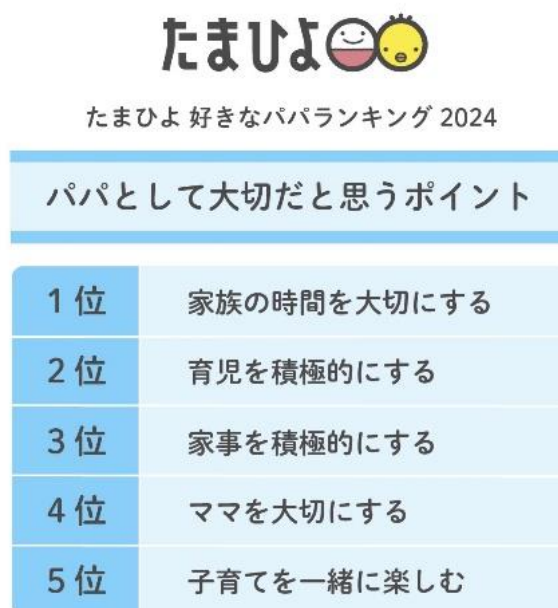 たまひよ
たまひよ 好きなパパランキング 2024
パパとして大切だと思うポイント
1位 家族の時間を大切にする
2位 育児を積極的にする
3位 家事を積極的にする
4位 ママを大切にする
5位 子育てを一緒に楽しむ